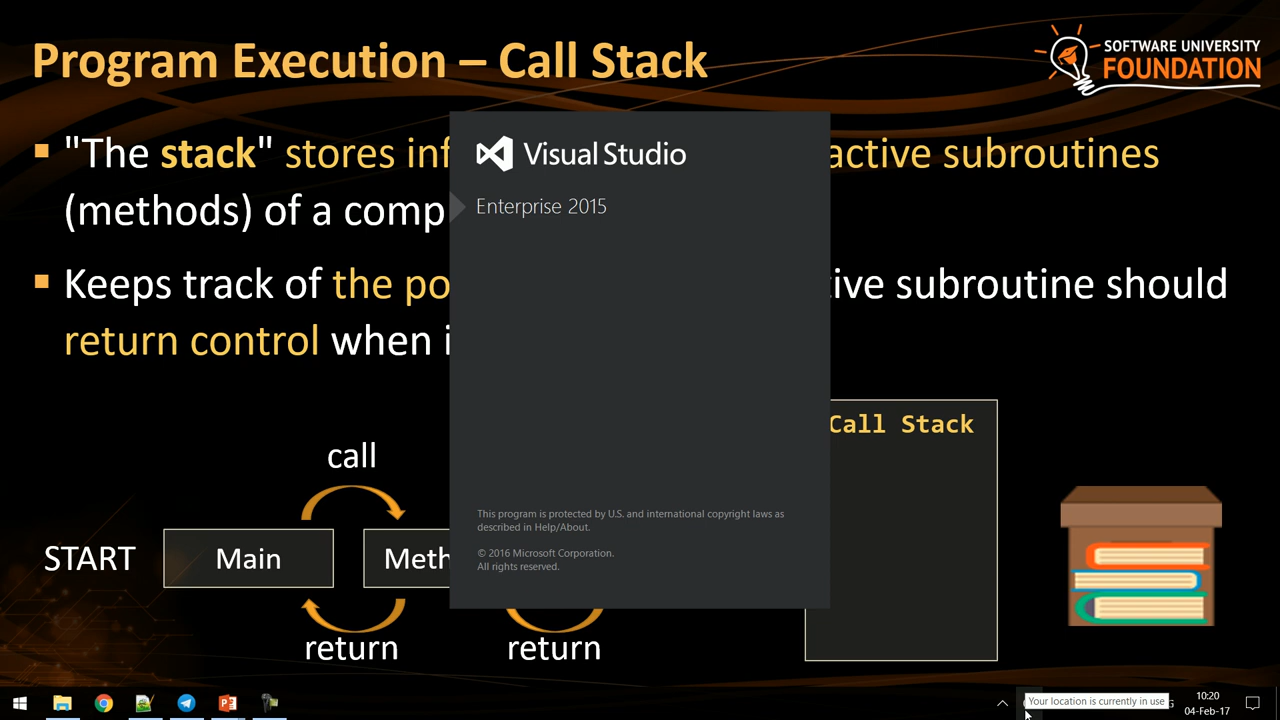 Program Execution – Call Stack
SOFTWARE UNIVERSITY
FOUNDATION
"The stack" stores inf
active subroutines
(methods) of a comp
Keeps track of the po
tive subroutine should
return control when i
Visual Studio
Enterprise 2015
This program is protected by U.S. and international copyright laws as
described in Help/About.
© 2016 Microsoft Corporation.
All rights reserved.
Call Stack
call
START
Main
Meth
return
return
Your location is currently in use
G
10:20
04-Feb-17